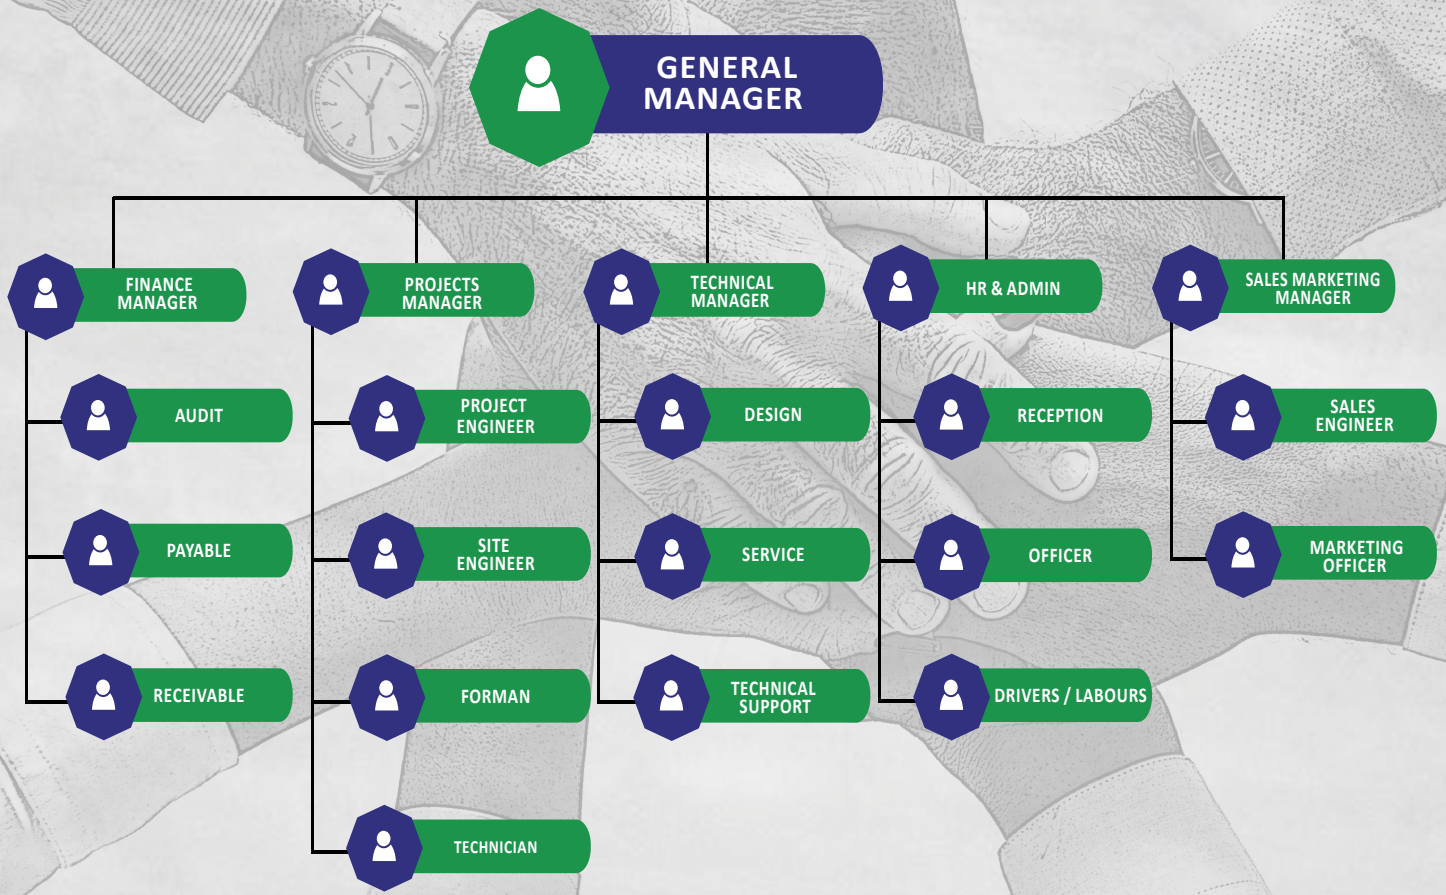 GENERAL
MANAGER
FINANCE
MANAGER
PROJECTS
MANAGER
TECHNICAL
MANAGER
HR & ADMIN
SALES MARKETING
MANAGER
AUDIT
PROJECT
ENGINEER
DESIGN
RECEPTION
SALES
ENGINEER
PAYABLE
SITE
ENGINEER
SERVICE
OFFICER
MARKETING
OFFICER
RECEIVABLE
FORMAN
TECHNICAL
SUPPORT
DRIVERS / LABOURS
TECHNICIAN